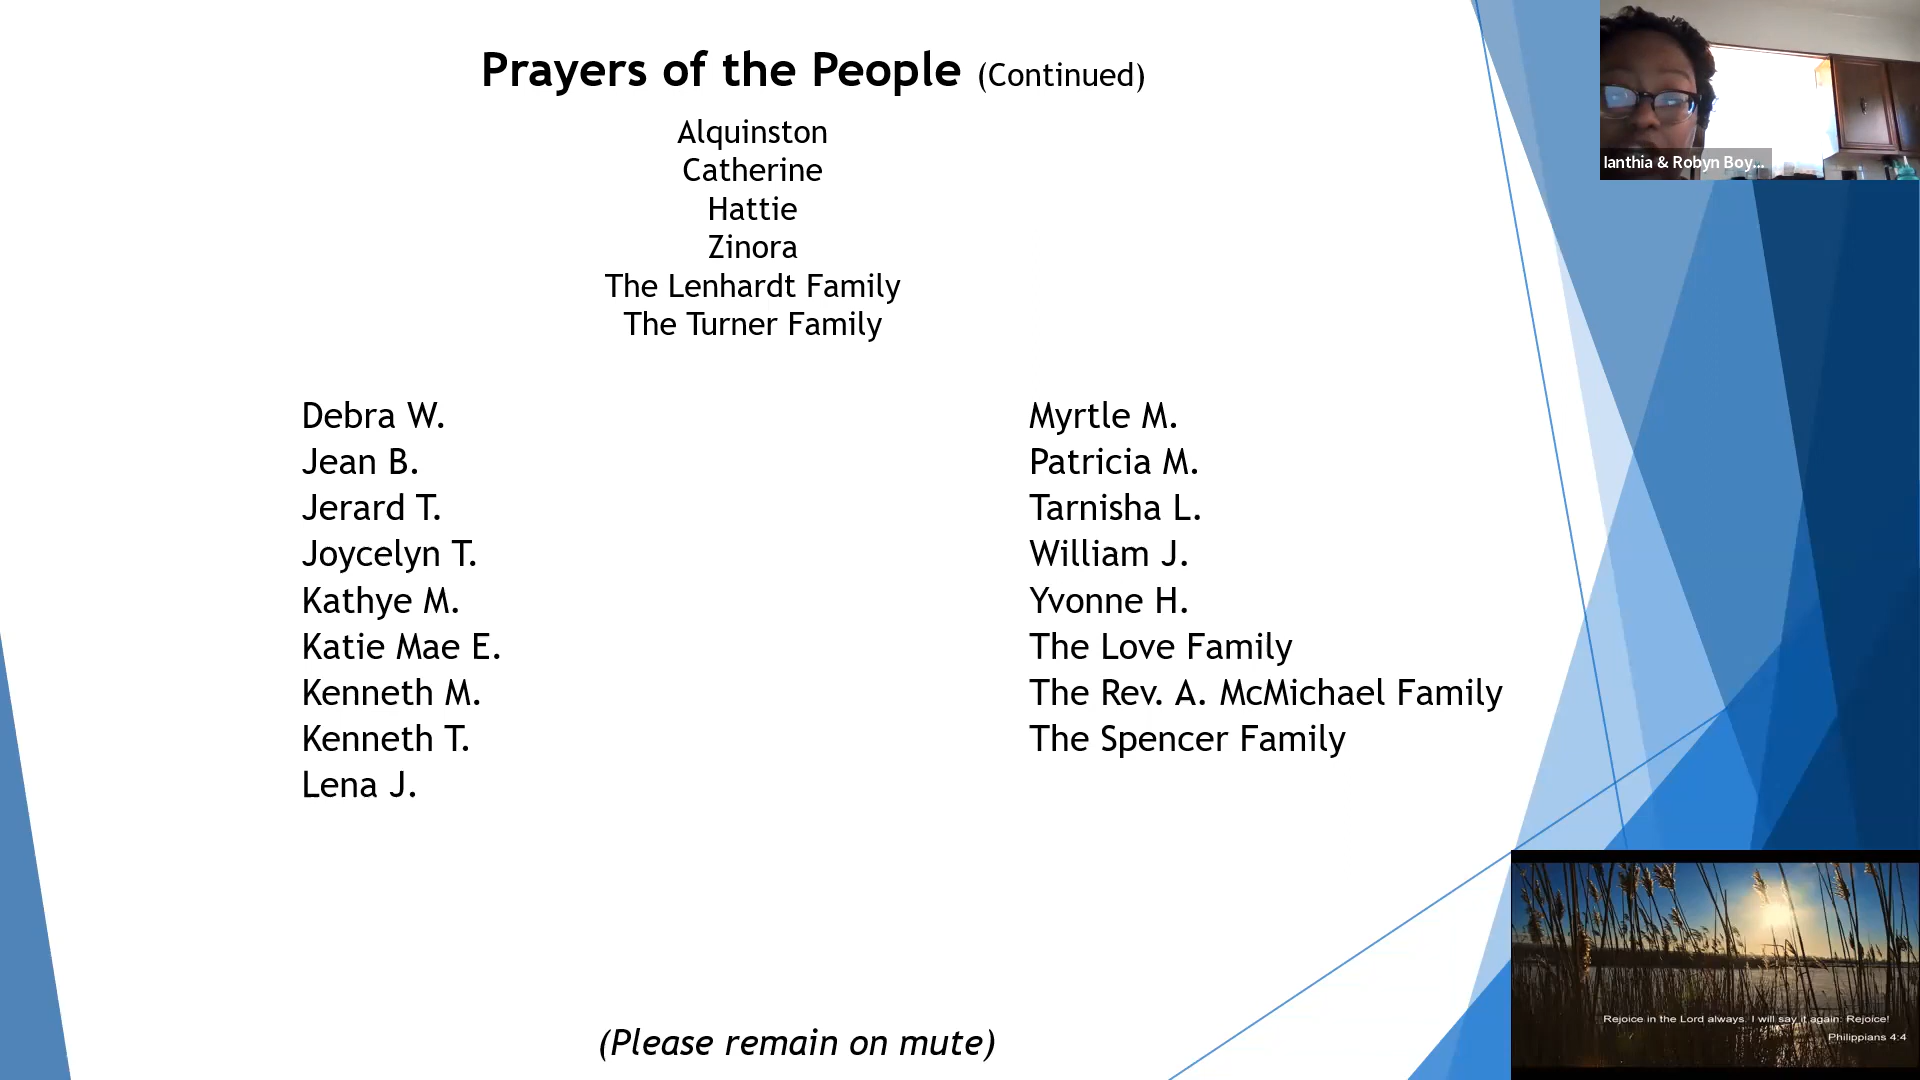 Prayers of the People (Continued)
Alquinston
Catherine
Hattie
Zinora
The Lenhardt Family
The Turner Family
Debra W.
Jean B.
Jerard T.
Joycelyn T.
Kathye M.
Katie Mae E.
Kenneth M.
Kenneth T.
Lena J.
Myrtle M.
Patricia M.
Tarnisha L.
William J.
Yvonne H.
The Love Family
The Rev. A. McMichael Family
The Spencer Family
(Please remain on mute)
Ianthia & Robyn Boy...
Rejoice in the Lord always. I will say it again: Rejoice!
Philippians 4:4